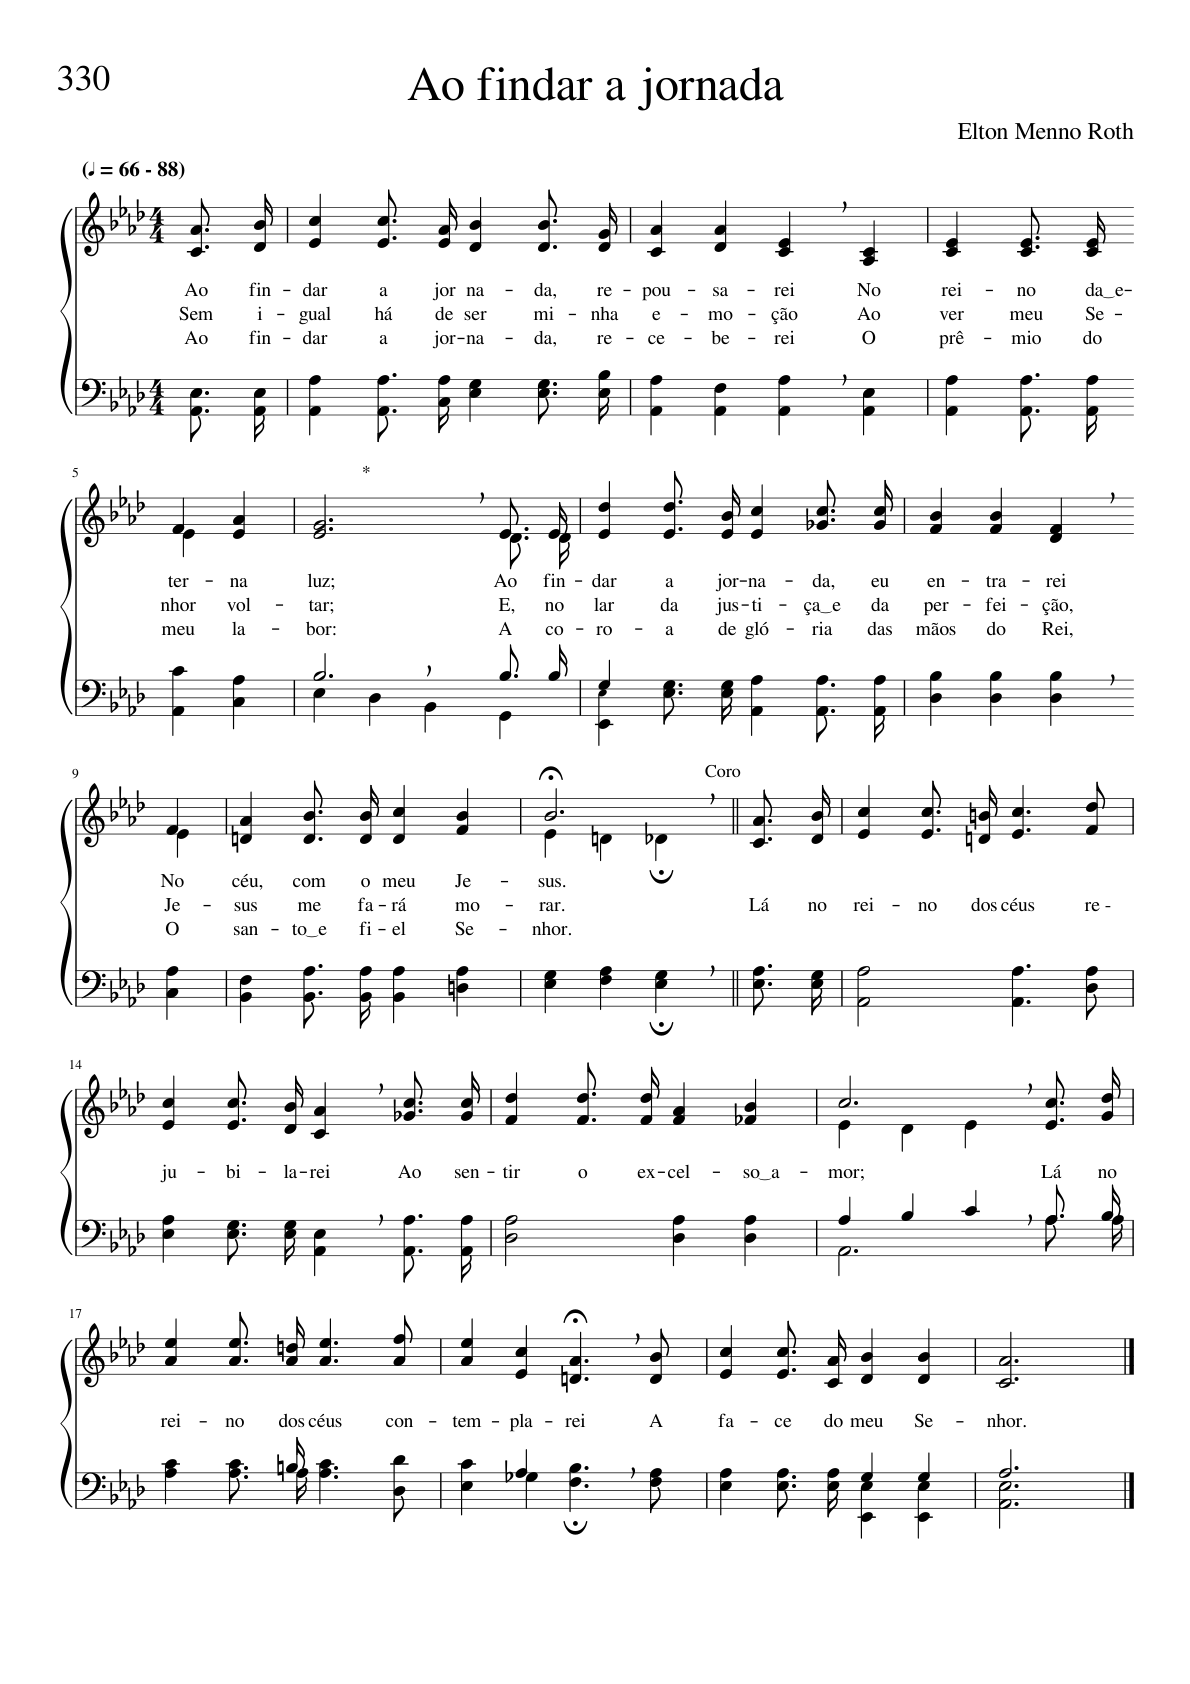 330
Ao findar a jornada
Elton Menno Roth
(♩ = 66 - 88)
Ao fin - dar a jor na - da, re - pou - sa - rei No rei - no da‿e-
Sem i - gual há de ser mi - nha e - mo - ção Ao ver meu Se -
Ao fin - dar a jor - na - da, re - ce - be - rei O prê - mio do
5
*
ter - na luz; Ao fin - dar a jor - na - da, eu en - tra - rei
nhor vol - tar; E, no lar da jus - ti - ça‿e da per - fei - ção,
meu la - bor: A co - ro - a de gló - ria das mãos do Rei,
9
Coro
No céu, com o meu Je - sus.
Je - sus me fa - rá mo - rar. Lá no rei - no dos céus re -
O san - to‿e fi - el Se - nhor.
14
ju - bi - la - rei Ao sen - tir o ex - cel - so‿a - mor; Lá no
17
rei - no dos céus con - tem - pla - rei A fa - ce do meu Se - nhor.